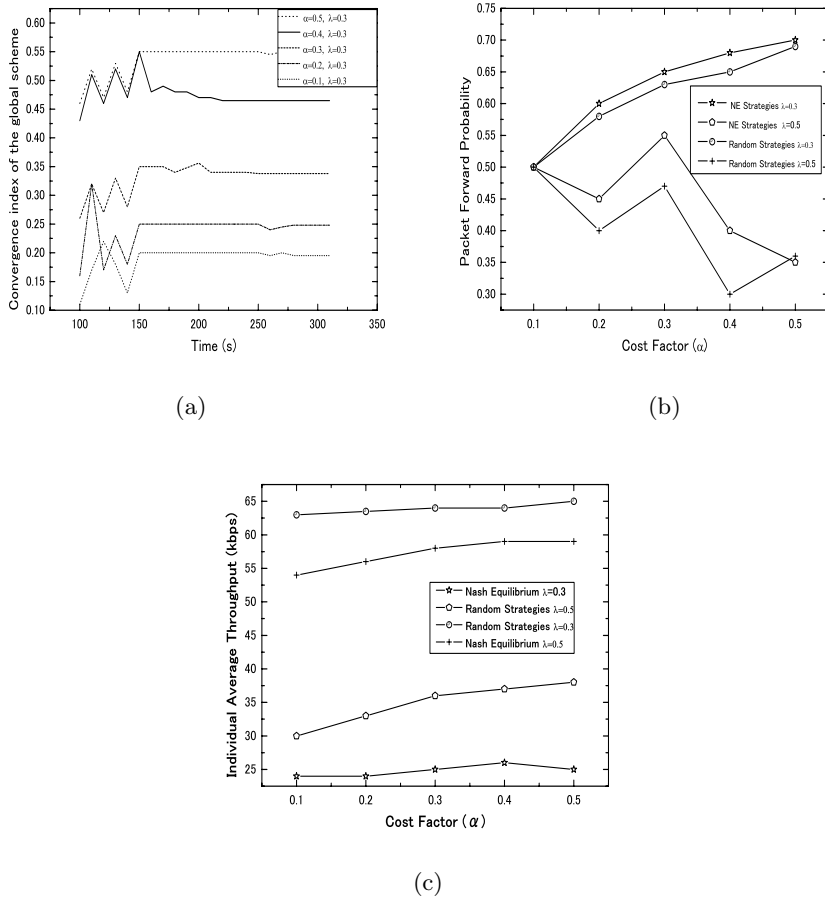 Convergence index of the global scheme
0.60
0.55
0.50
0.45
0.40
0.35
0.30
0.25
0.20
0.15
0.10
100
150
200
250
300
350
Time (s)
α=0.5, λ=0.3
α=0.4, λ=0.3
α=0.3, λ=0.3
α=0.2, λ=0.3
α=0.1, λ=0.3
(a)
Packet Forward Probability
0.75
0.70
0.65
0.60
0.55
0.50
0.45
0.40
0.35
0.30
0.1
0.2
0.3
0.4
0.5
Cost Factor (α)
NE Strategies λ=0.3
NE Strategies λ=0.5
Random Strategies λ=0.3
Random Strategies λ=0.5
(b)
Individual Average Throughput (kbps)
65
60
55
50
45
40
35
30
25
0.1
0.2
0.3
0.4
0.5
Cost Factor (α)
Nash Equilibrium λ=0.3
Random Strategies λ=0.5
Random Strategies λ=0.3
Nash Equilibrium λ=0.5
(c)